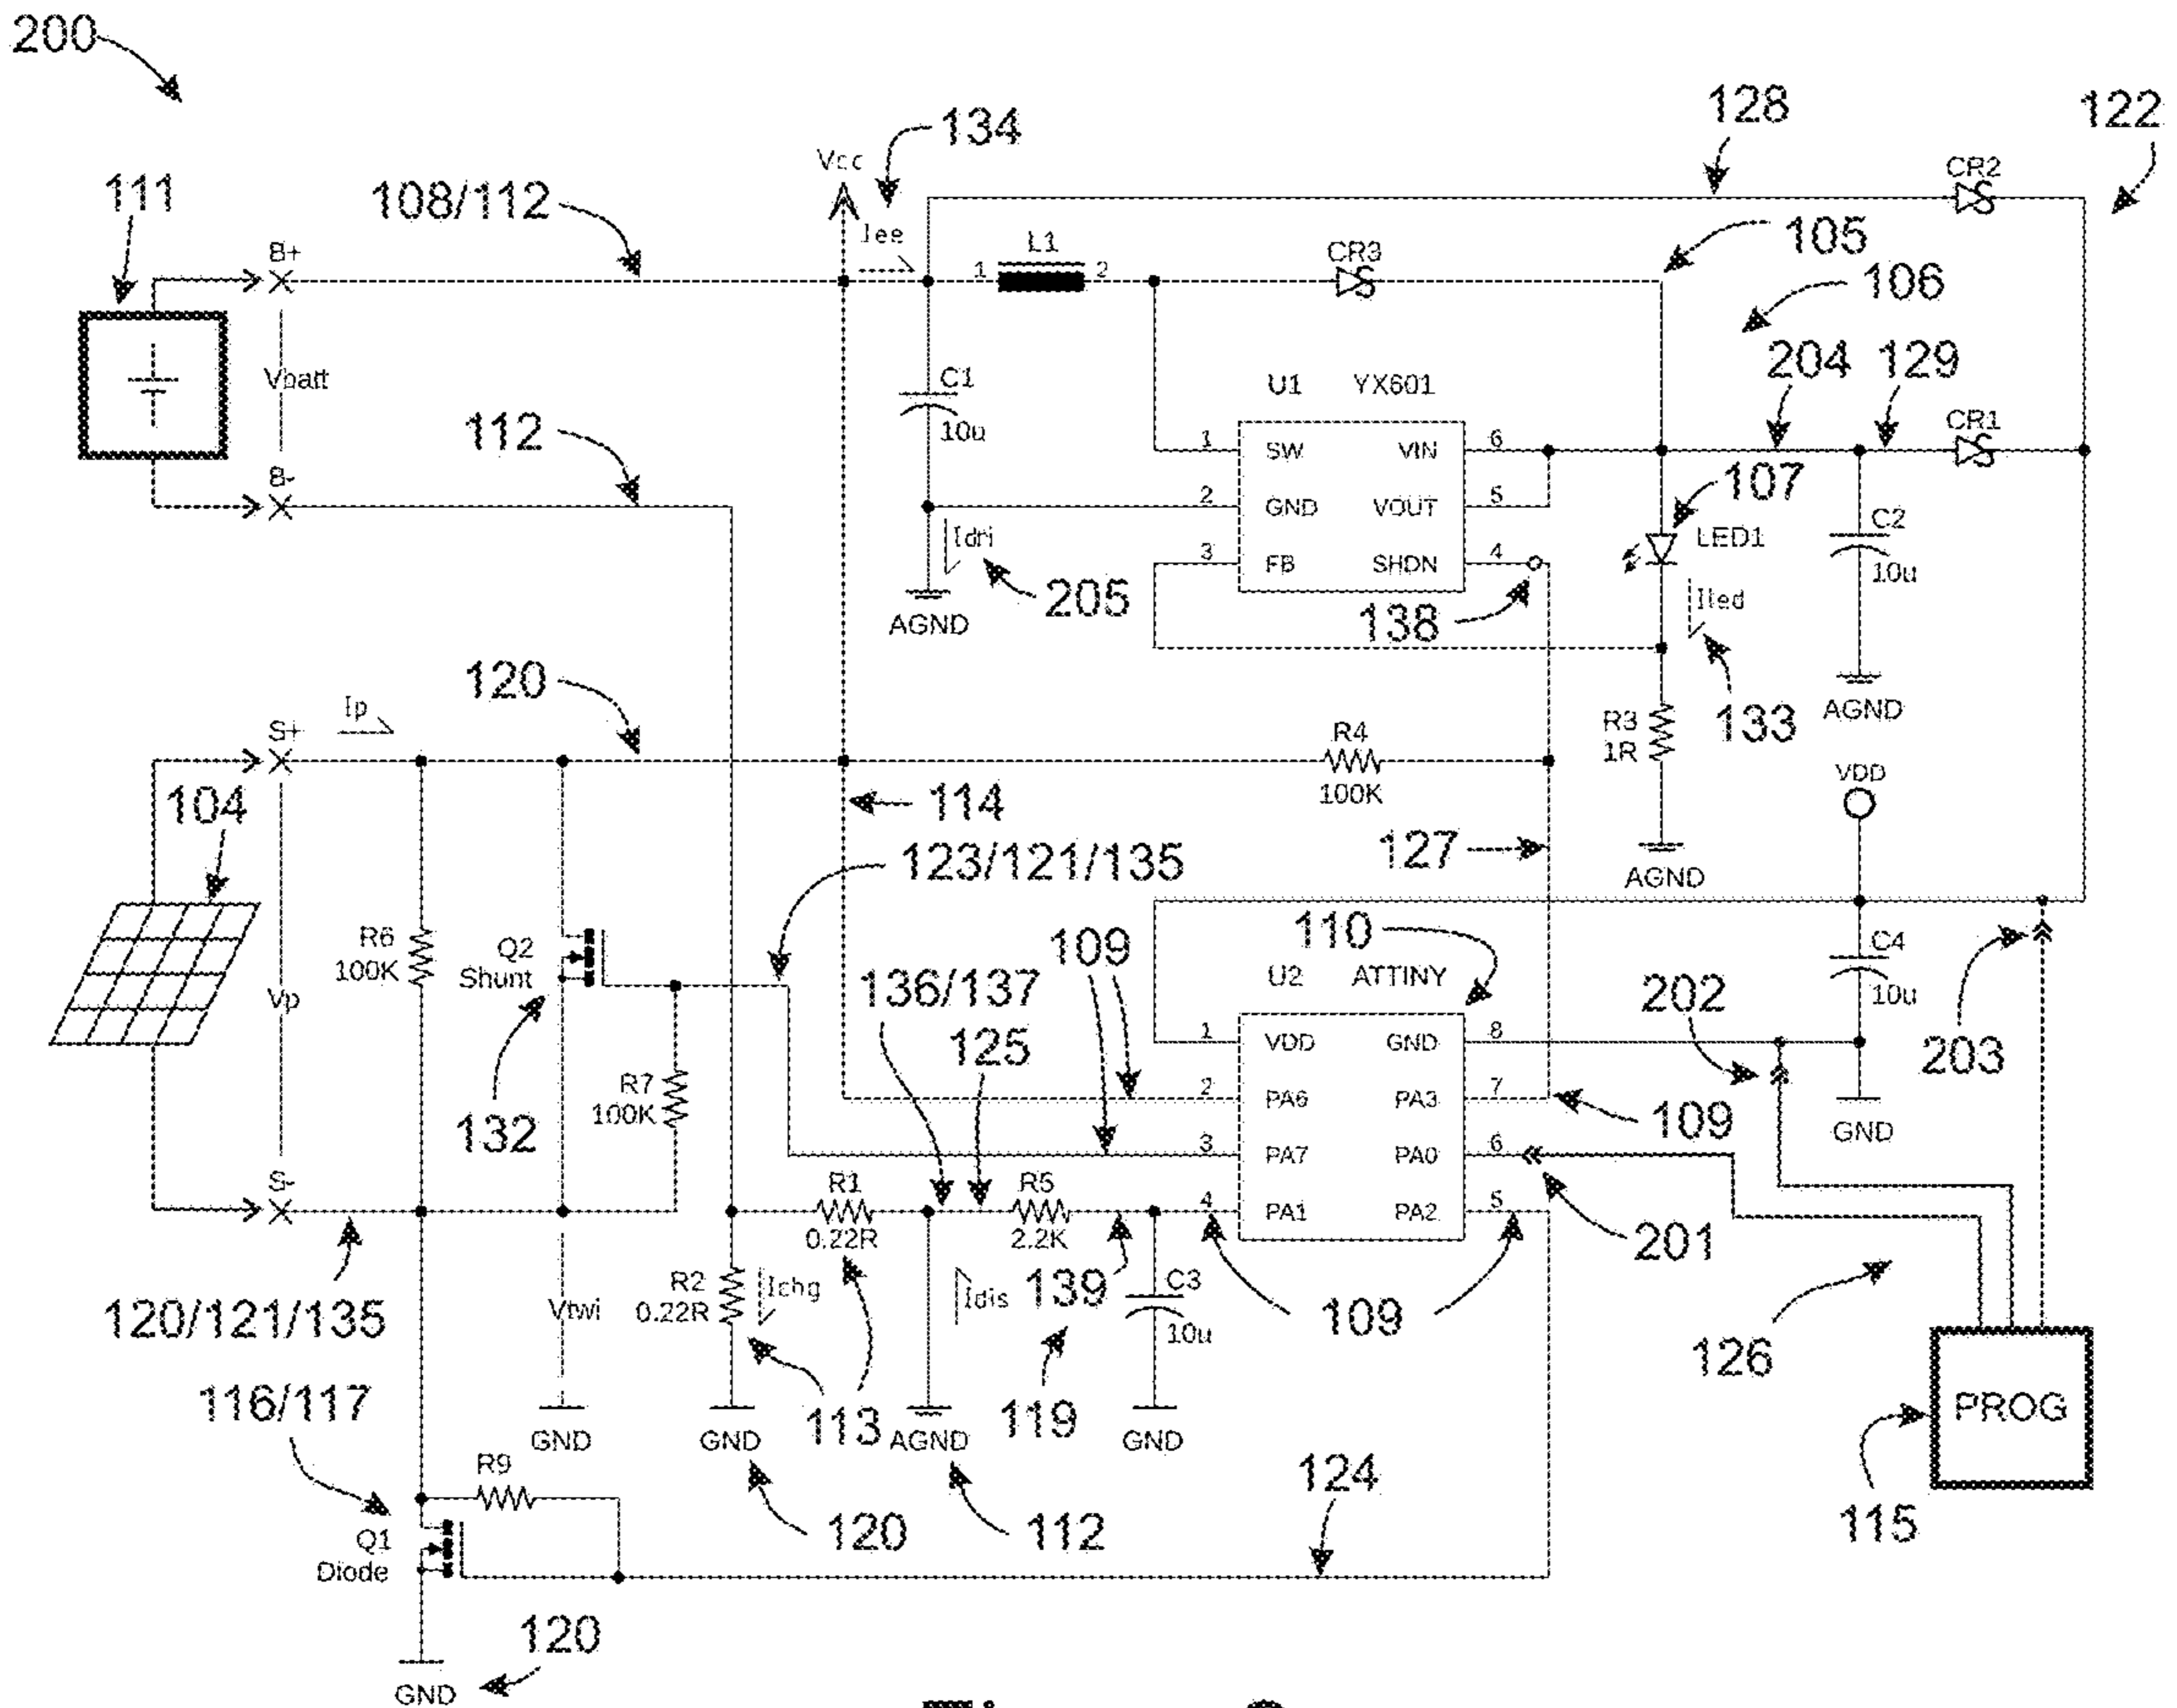 200
134
128
122
Vcc
CR2
111
108/112
Iee
B+
L1
1
2
CR3
105
106
204
129
Vbatt
C1
10u
U1
YX601
112
CR1
1
SW
VIN
6
107
B-
2
GND
VOUT
5
C2
10u
LED1
Idri
3
FB
SHDN
4
205
138
Iled
AGND
120
133
AGND
Ip
S+
R3
1R
R4
100K
VDD
104
114
127
123/121/135
AGND
110
109
R6
100K
Q2
Shunt
C4
10u
U2
ATTINY
136/137
Vp
202
125
203
1
VDD
GND
8
R7
100K
2
PA6
PA3
7
132
109
GND
3
PA7
PA0
6
S-
R1
0.22R
R5
2.2K
4
PA1
PA2
5
201
R2
0.22R
Ichg
Idis
139
C3
10u
109
120/121/135
Vtwi
126
119
116/117
113
PROG
GND
GND
AGND
GND
R9
124
120
112
115
Q1
Diode
120
GND